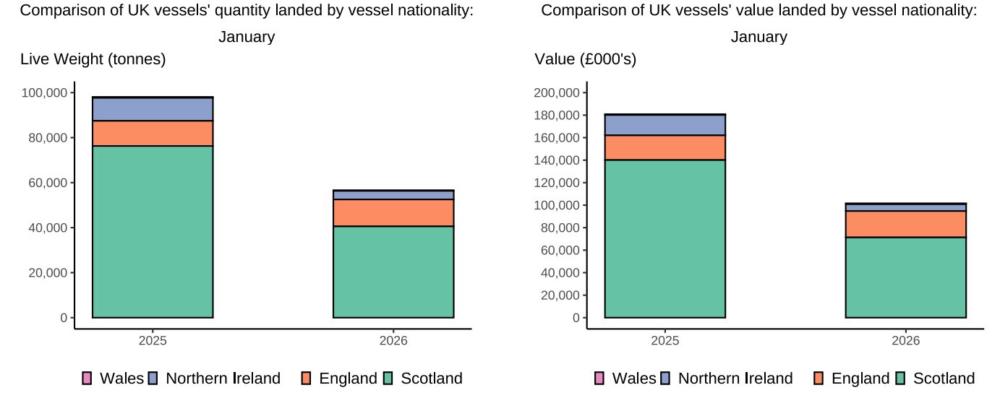 Comparison of UK vessels' quantity landed by vessel nationality:
January
Live Weight (tonnes)
100,000
80,000
60,000
40,000
20,000
0
2025
2026
Wales
Northern Ireland
England
Scotland
Comparison of UK vessels' value landed by vessel nationality:
January
Value (£000's)
200,000
180,000
160,000
140,000
120,000
100,000
80,000
60,000
40,000
20,000
0
2025
2026
Wales
Northern Ireland
England
Scotland